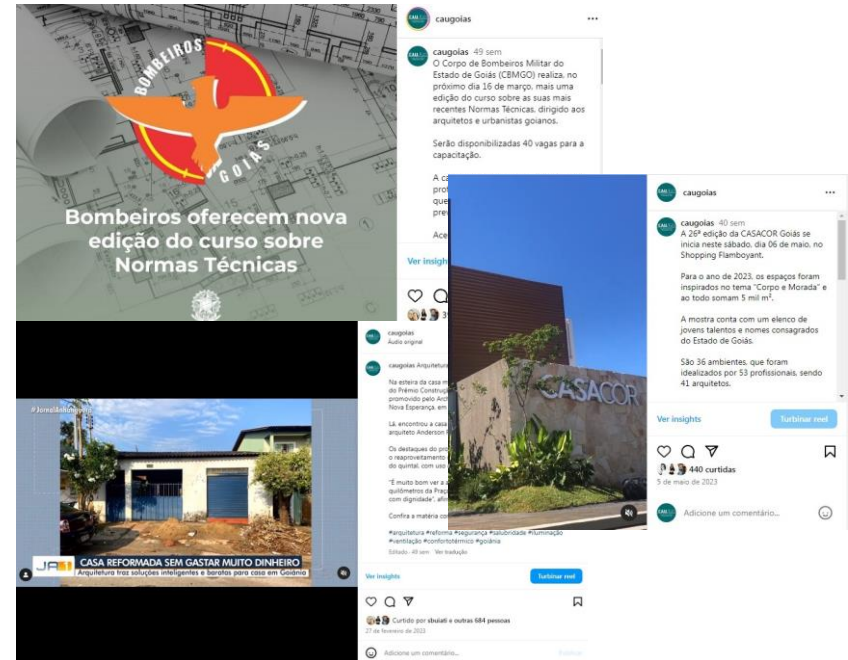 BOMBEIROS
GOIÁS
Bombeiros oferecem nova
edição do curso sobre
Normas Técnicas
caugoias
caugoias 49 sem
O Corpo de Bombeiros Militar do
Estado de Goiás (CBMGO) realiza, no
próximo dia 16 de março, mais uma
edição do curso sobre as suas mais
recentes Normas Técnicas, dirigido aos
arquitetos e urbanistas goianos.
Serão disponibilizadas 40 vagas para a
capacitação.
Ver insigh
CASACOR
caugoias
caugoias 40 sem
A 26ª edição da CASACOR Goiás se
inicia neste sábado, dia 06 de maio, no
Shopping Flamboyant.
Para o ano de 2023, os espaços foram
inspirados no tema "Corpo e Morada" e
ao todo somam 5 mil m².
A mostra conta com um elenco de
jovens talentos e nomes consagrados
do Estado de Goiás.
São 36 ambientes, que foram
idealizados por 53 profissionais, sendo
41 arquitetos.
Ver insights
Turbinar reel
440 curtidas
5 de maio de 2023
Adicione um comentário...
#JornalAnhanguera
JA1
CASA REFORMADA SEM GASTAR MUITO DINHEIRO
Arquitetura traz soluções inteligentes e baratas para casa em Goiânia
caugoias
Áudio original
caugoias Arquitetura
Na esteira da casa
do Prêmio Construç
promovido pelo Arch
Nova Esperança, em
Lá, encontrou a casa
arquiteto Anderson
Os destaques do pro
o reaproveitamento
do quintal, com uso
"É muito bom ver a
quilômetros da Praça
com dignidade", afir
Confira a matéria co
#arquitetura #reforma #segurança #salubridade #iluminação
#ventilação #confortotérmico #goiânia
Editado · 49 sem Ver tradução
Ver insights
Turbinar reel
Curtido por sbuiati e outras 684 pessoas
27 de fevereiro de 2023
Adicione um comentário...